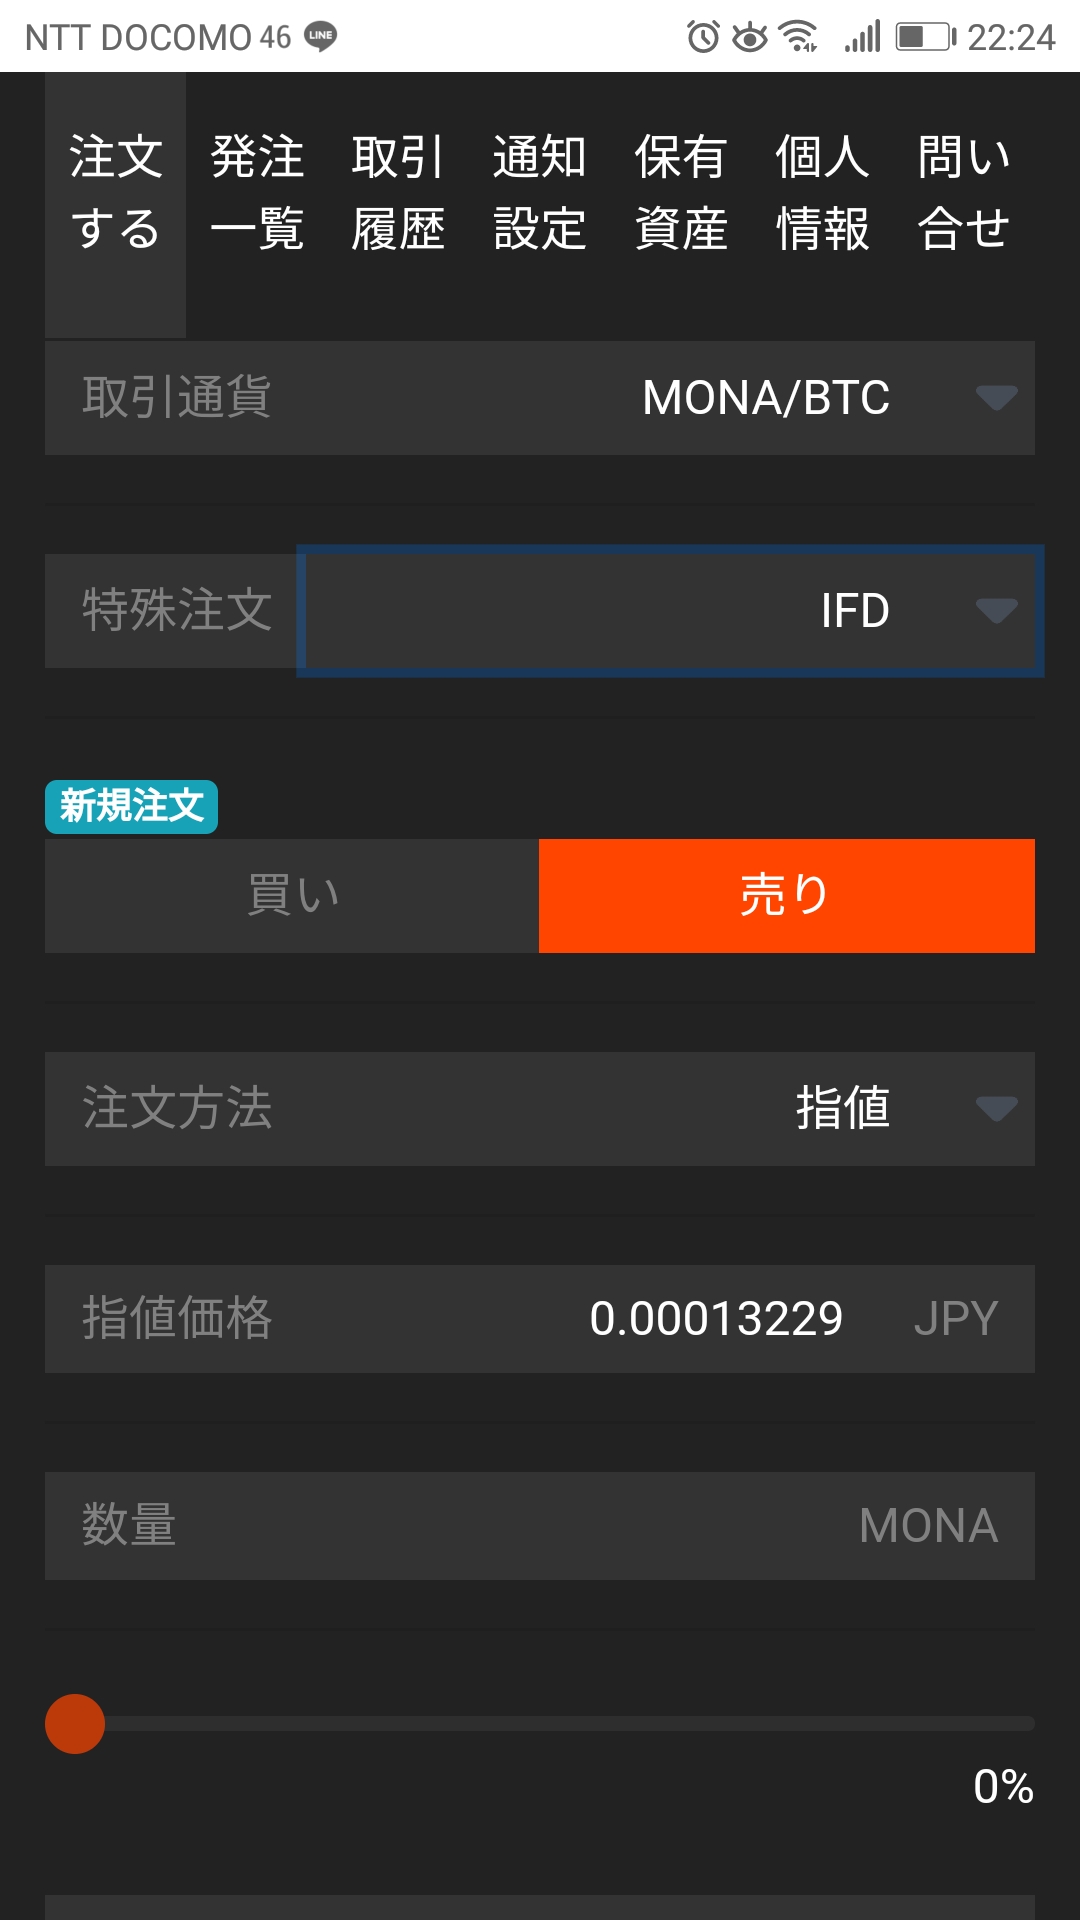 NTT DOCOMO 46 LINE 22:24
注文する 発注一覧 取引履歴 通知設定 保有資産 個人情報 問い合せ
取引通貨 MONA/BTC
特殊注文 IFD
新規注文
買い 売り
注文方法 指値
指値価格 0.00013229 JPY
数量 MONA
0%